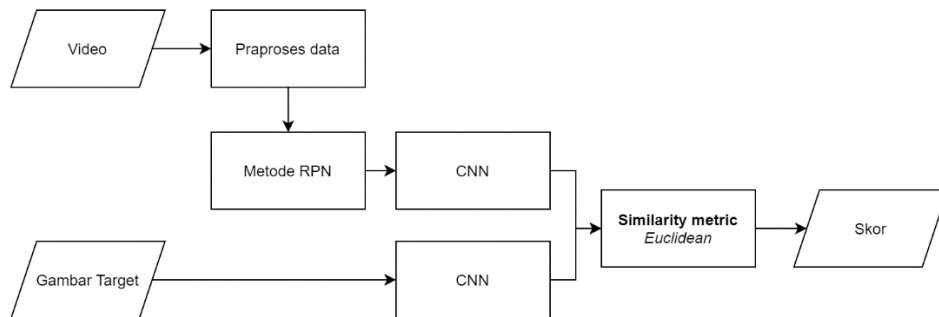 Video
Praproses data
Metode RPN
CNN
Similarity metric
Euclidean
Skor
Gambar Target
CNN